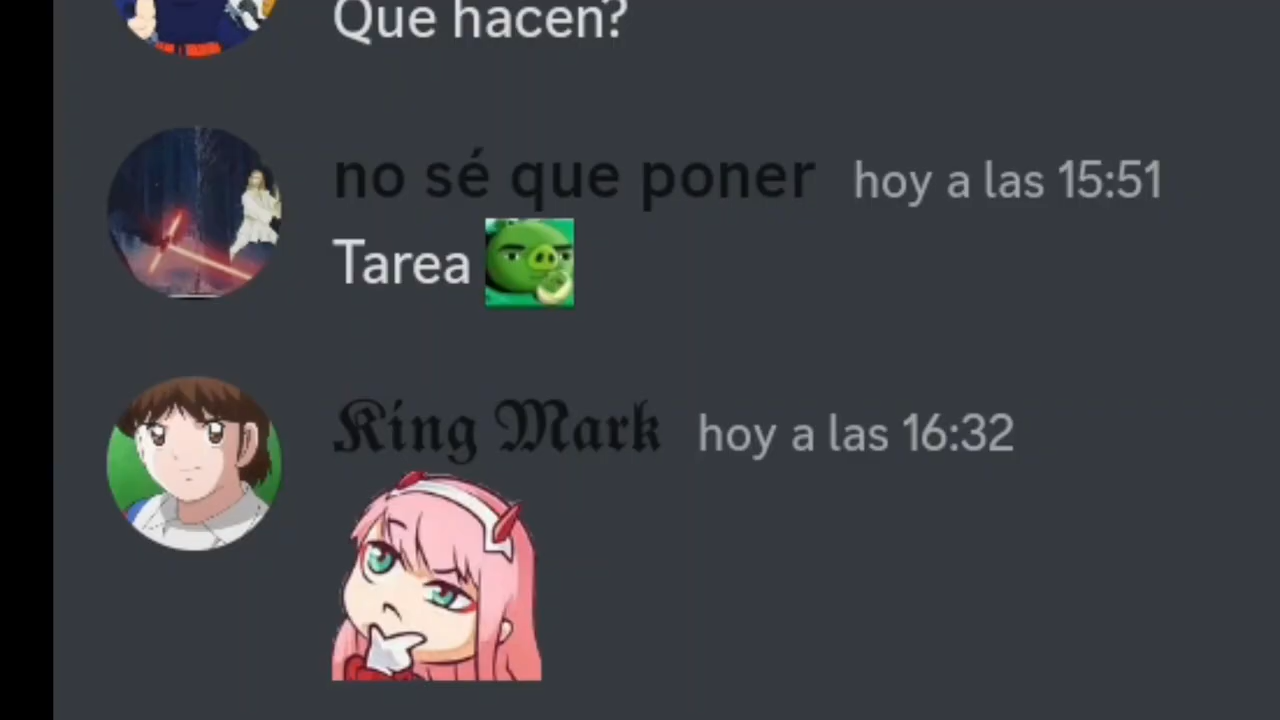 Que hacen?
no sé que poner hoy a las 15:51
Tarea
King Mark hoy a las 16:32